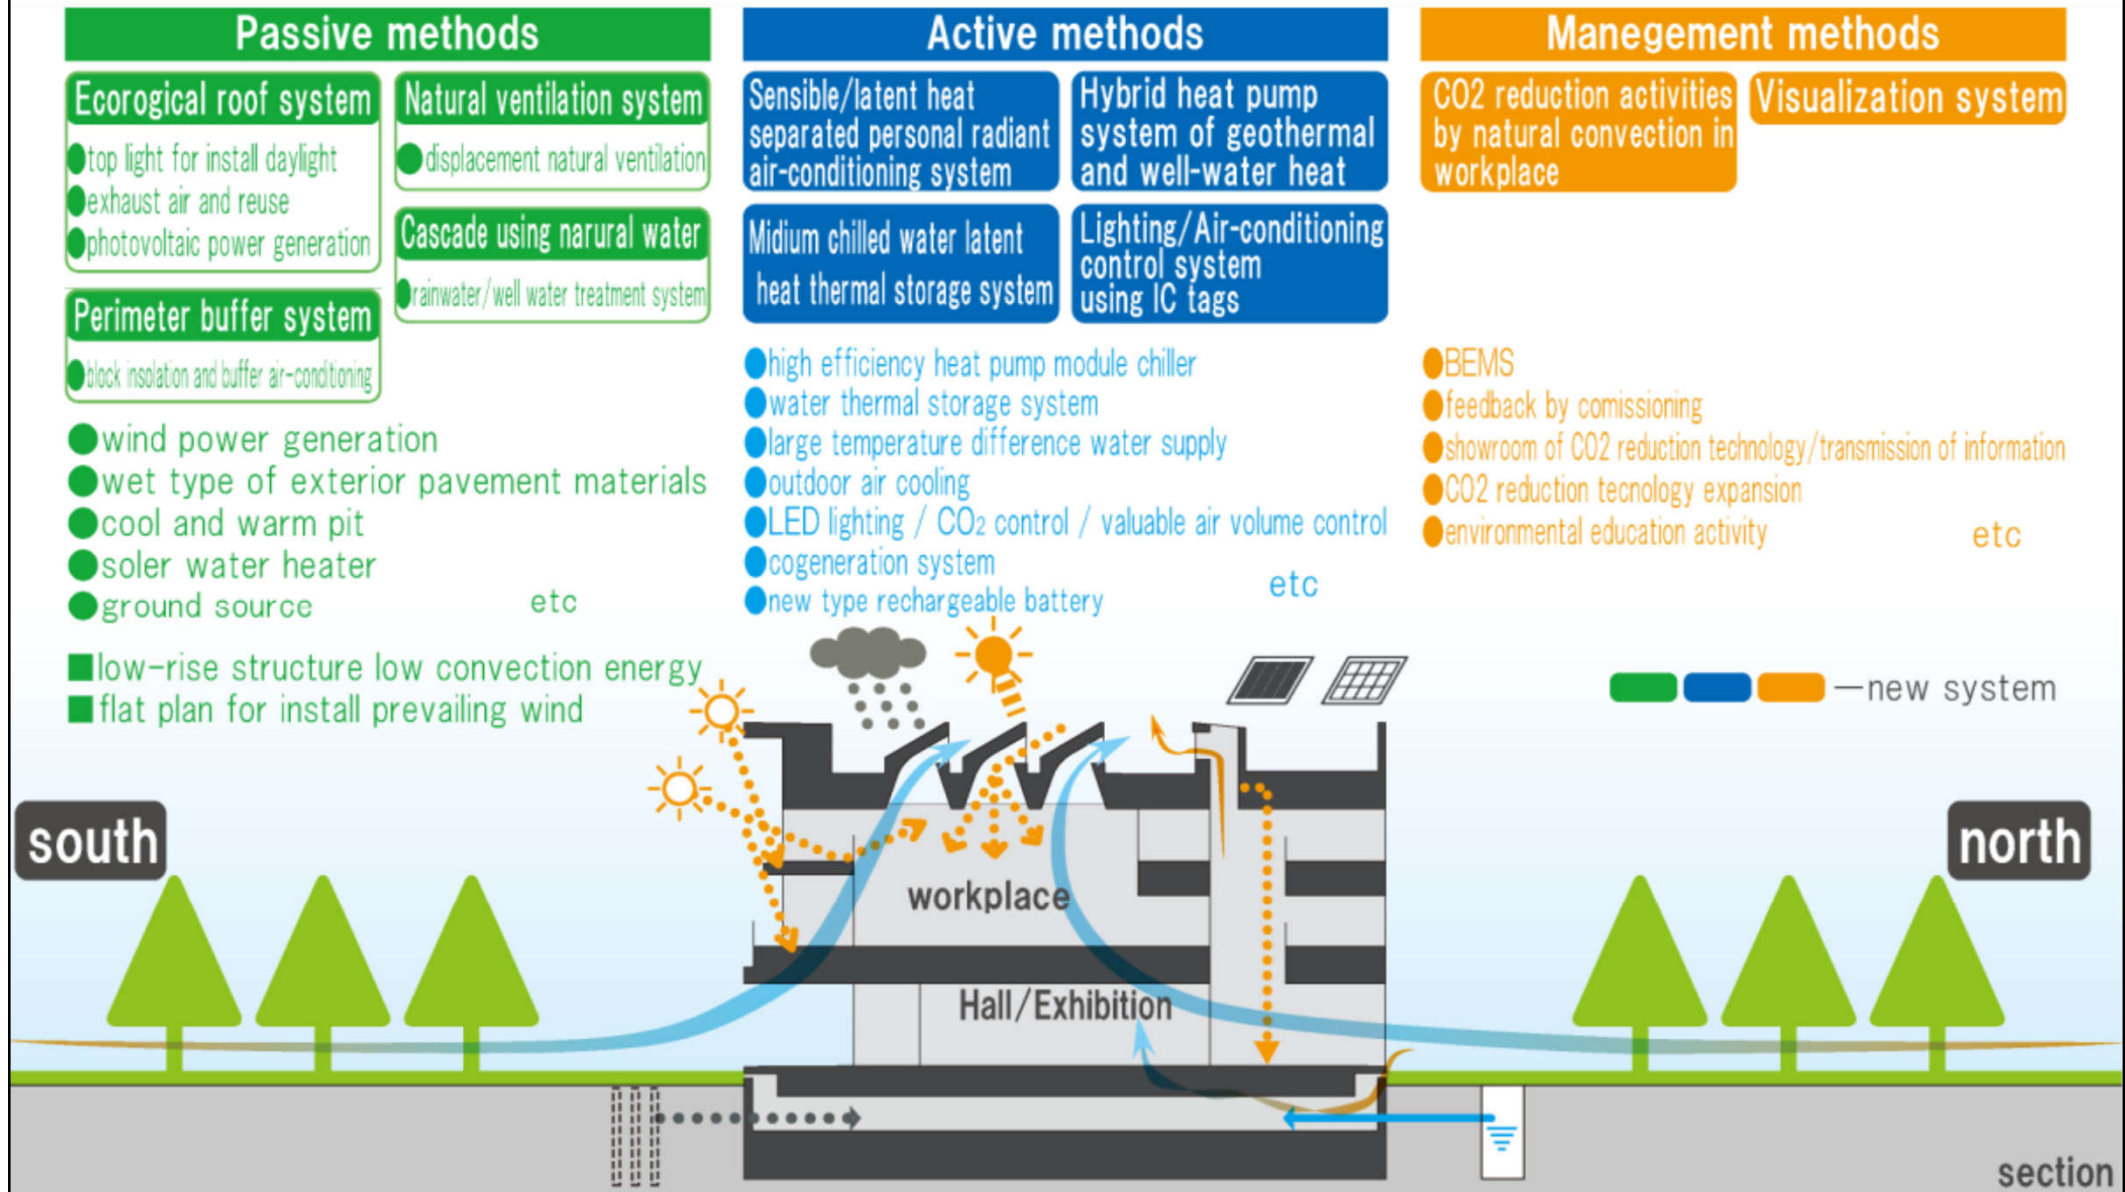 Passive methods
Ecorogical roof system
●top light for install daylight
●exhaust air and reuse
●photovoltaic power generation
Natural ventilation system
●displacement natural ventilation
Cascade using narural water
●rainwater/well water treatment system
Perimeter buffer system
●block insolation and buffer air-conditioning
●wind power generation
●wet type of exterior pavement materials
●cool and warm pit
●soler water heater
●ground source
etc
■low-rise structure low convection energy
■flat plan for install prevailing wind
Active methods
Sensible/latent heat
separated personal radiant
air-conditioning system
Hybrid heat pump
system of geothermal
and well-water heat
Midium chilled water latent
heat thermal storage system
Lighting/Air-conditioning
control system
using IC tags
●high efficiency heat pump module chiller
●water thermal storage system
●large temperature difference water supply
●outdoor air cooling
●LED lighting / CO2 control / valuable air volume control
●cogeneration system
●new type rechargeable battery
etc
Manegement methods
CO2 reduction activities
by natural convection in
workplace
Visualization system
●BEMS
●feedback by comissioning
●showroom of CO2 reduction technology/transmission of information
●CO2 reduction tecnology expansion
●environmental education activity
etc
—new system
south
north
workplace
Hall/Exhibition
section